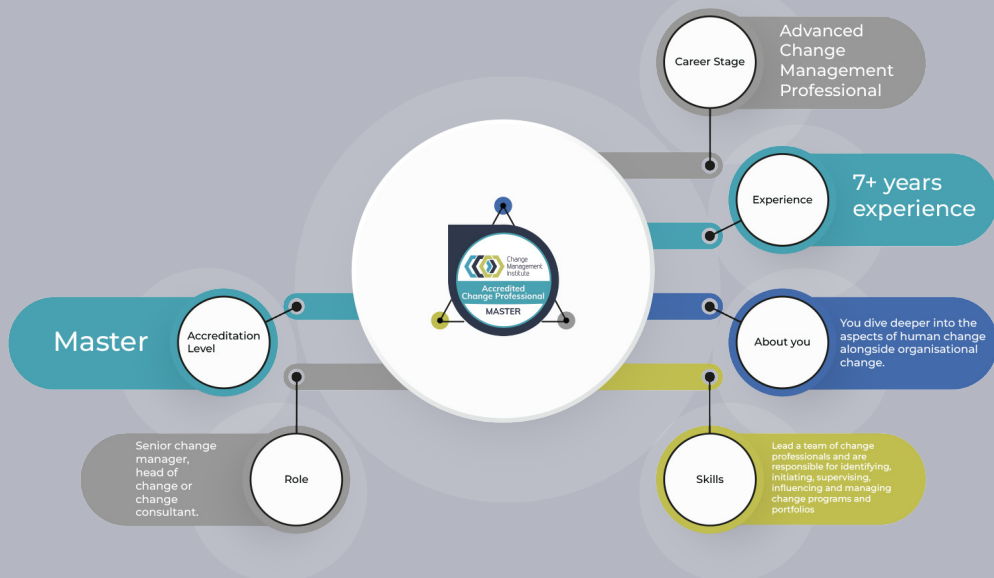 Career Stage
Advanced
Change
Management
Professional
Experience
7+ years
experience
Change
Management
Institute
Accredited
Change Professional
MASTER
Master
Accreditation
Level
About you
You dive deeper into the
aspects of human change
alongside organisational
change.
Senior change
manager,
head of
change or
change
consultant.
Role
Skills
Lead a team of change
professionals and are
responsible for identifying,
initiating, supervising,
influencing and managing
change programs and
portfolios